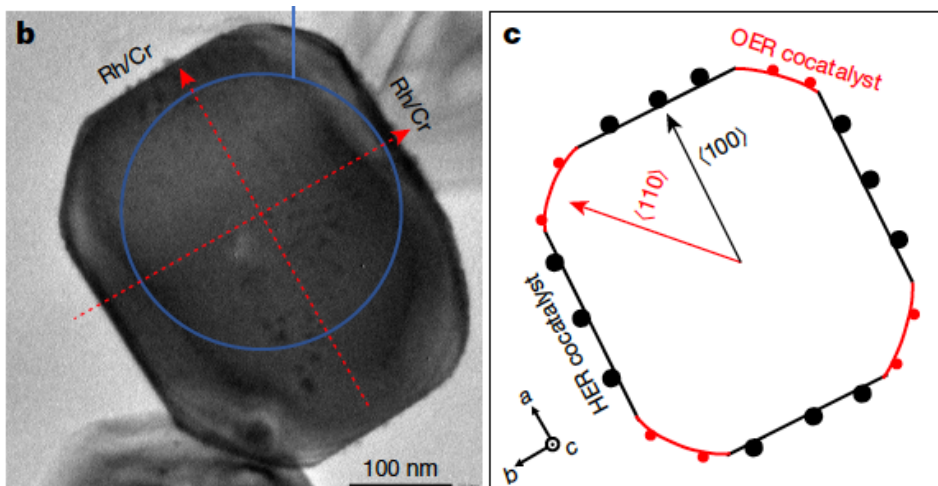 b
Rh/Cr
Rh/Cr
100 nm
c
OER cocatalyst
⟨100⟩
⟨110⟩
HER cocatalyst
a
b
c